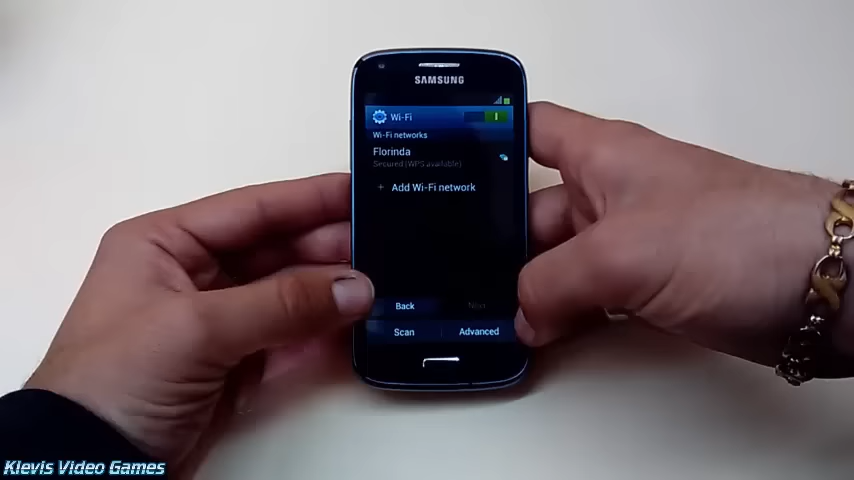 SAMSUNG
Wi-Fi
Wi-Fi networks
Florinda
Secured (WPS available)
+ Add Wi-Fi network
Back
Next
Scan
Advanced
Klevis Video Games